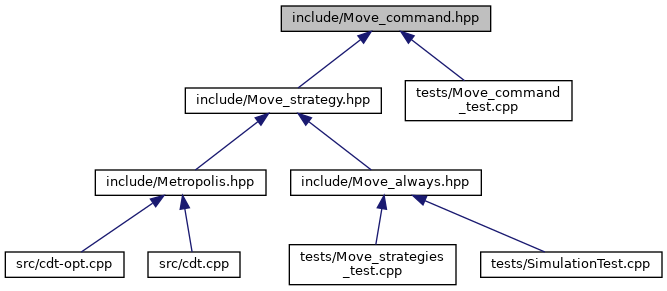 include/Move_command.hpp
include/Move_strategy.hpp
tests/Move_command
_test.cpp
include/Metropolis.hpp
include/Move_always.hpp
src/cdt-opt.cpp
src/cdt.cpp
tests/Move_strategies
_test.cpp
tests/SimulationTest.cpp